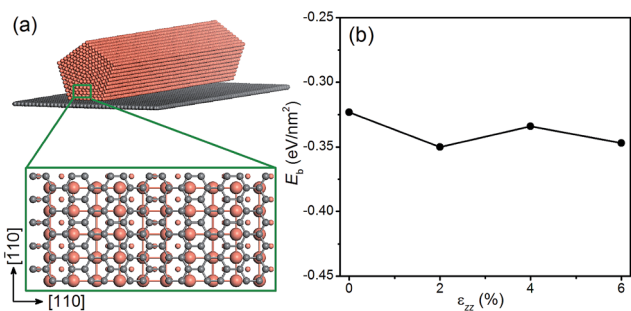 (a)
[1̄10]
[110]
(b)
E_b (eV/nm²)
-0.25
-0.30
-0.35
-0.40
-0.45
0
2
4
6
ε_zz (%)